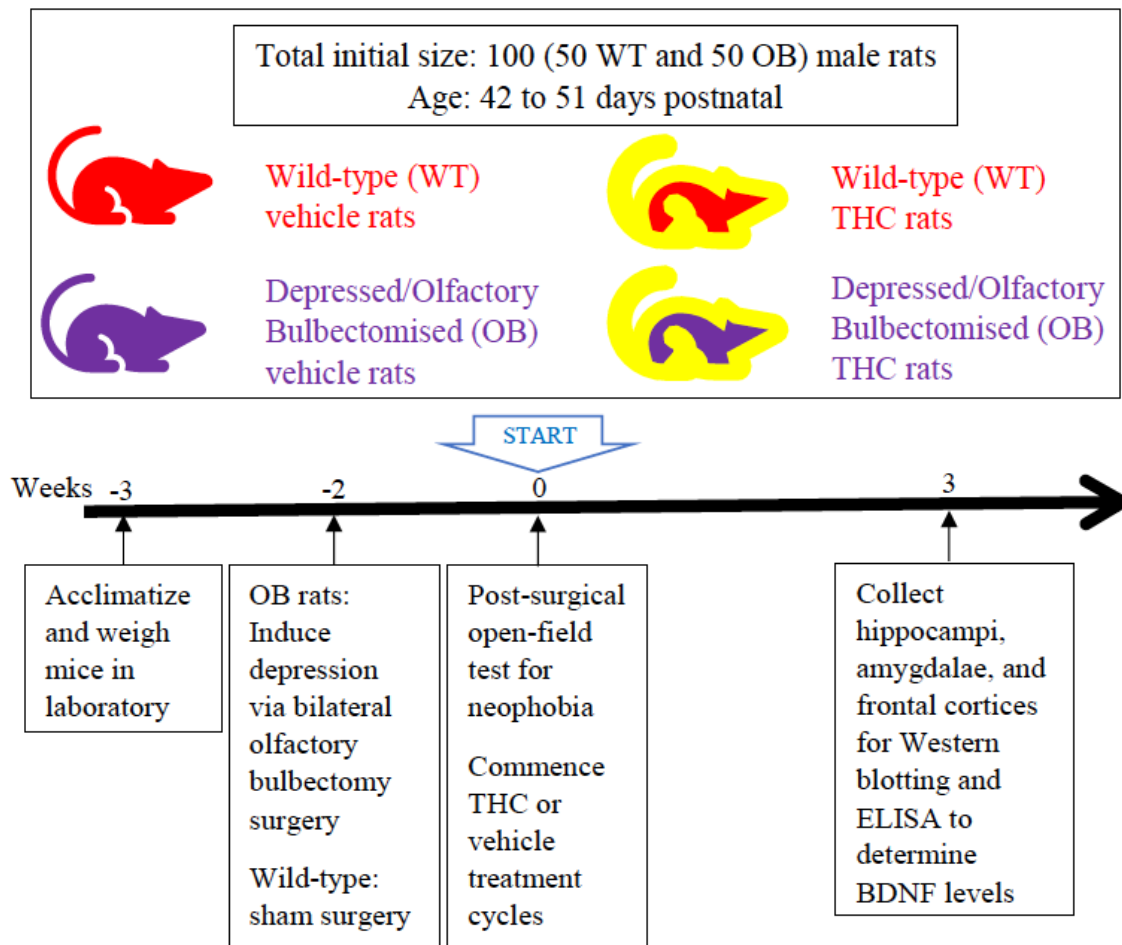 Total initial size: 100 (50 WT and 50 OB) male rats
Age: 42 to 51 days postnatal
Wild-type (WT)
vehicle rats
Wild-type (WT)
THC rats
Depressed/Olfactory
Bulbectomised (OB)
vehicle rats
Depressed/Olfactory
Bulbectomised (OB)
THC rats
START
Weeks -3 -2 0 3
Acclimatize
and weigh
mice in
laboratory
OB rats:
Induce
depression
via bilateral
olfactory
bulbectomy
surgery
Wild-type:
sham surgery
Post-surgical
open-field
test for
neophobia
Commence
THC or
vehicle
treatment
cycles
Collect
hippocampi,
amygdalae, and
frontal cortices
for Western
blotting and
ELISA to
determine
BDNF levels